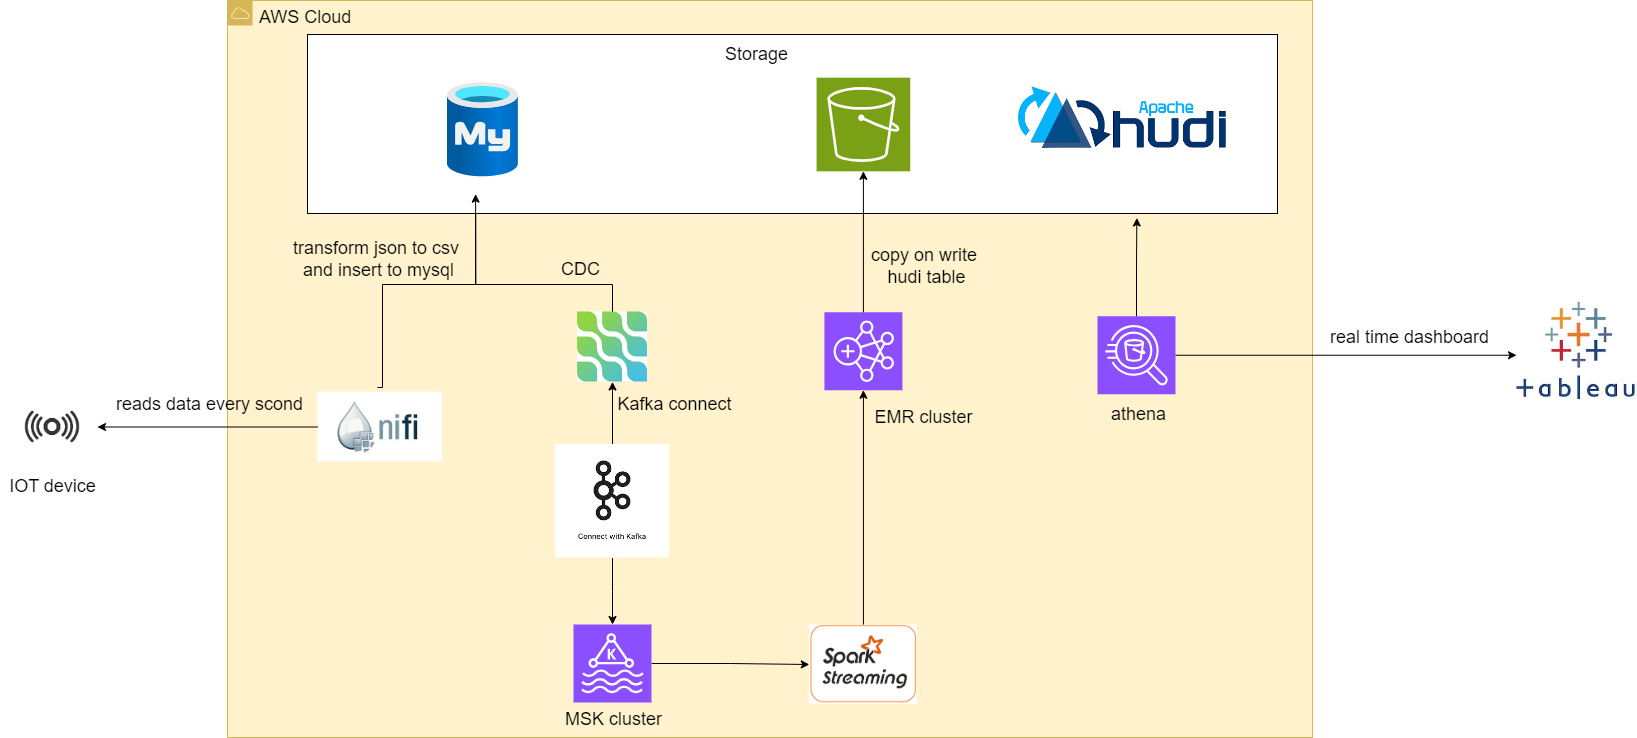 AWS Cloud
Storage
My
Apache
hudi
transform json to csv
and insert to mysql
CDC
copy on write
hudi table
real time dashboard
+ableau
reads data every scond
nifi
Kafka connect
EMR cluster
athena
IOT device
Connect with Kafka
K
Spark
Streaming
MSK cluster